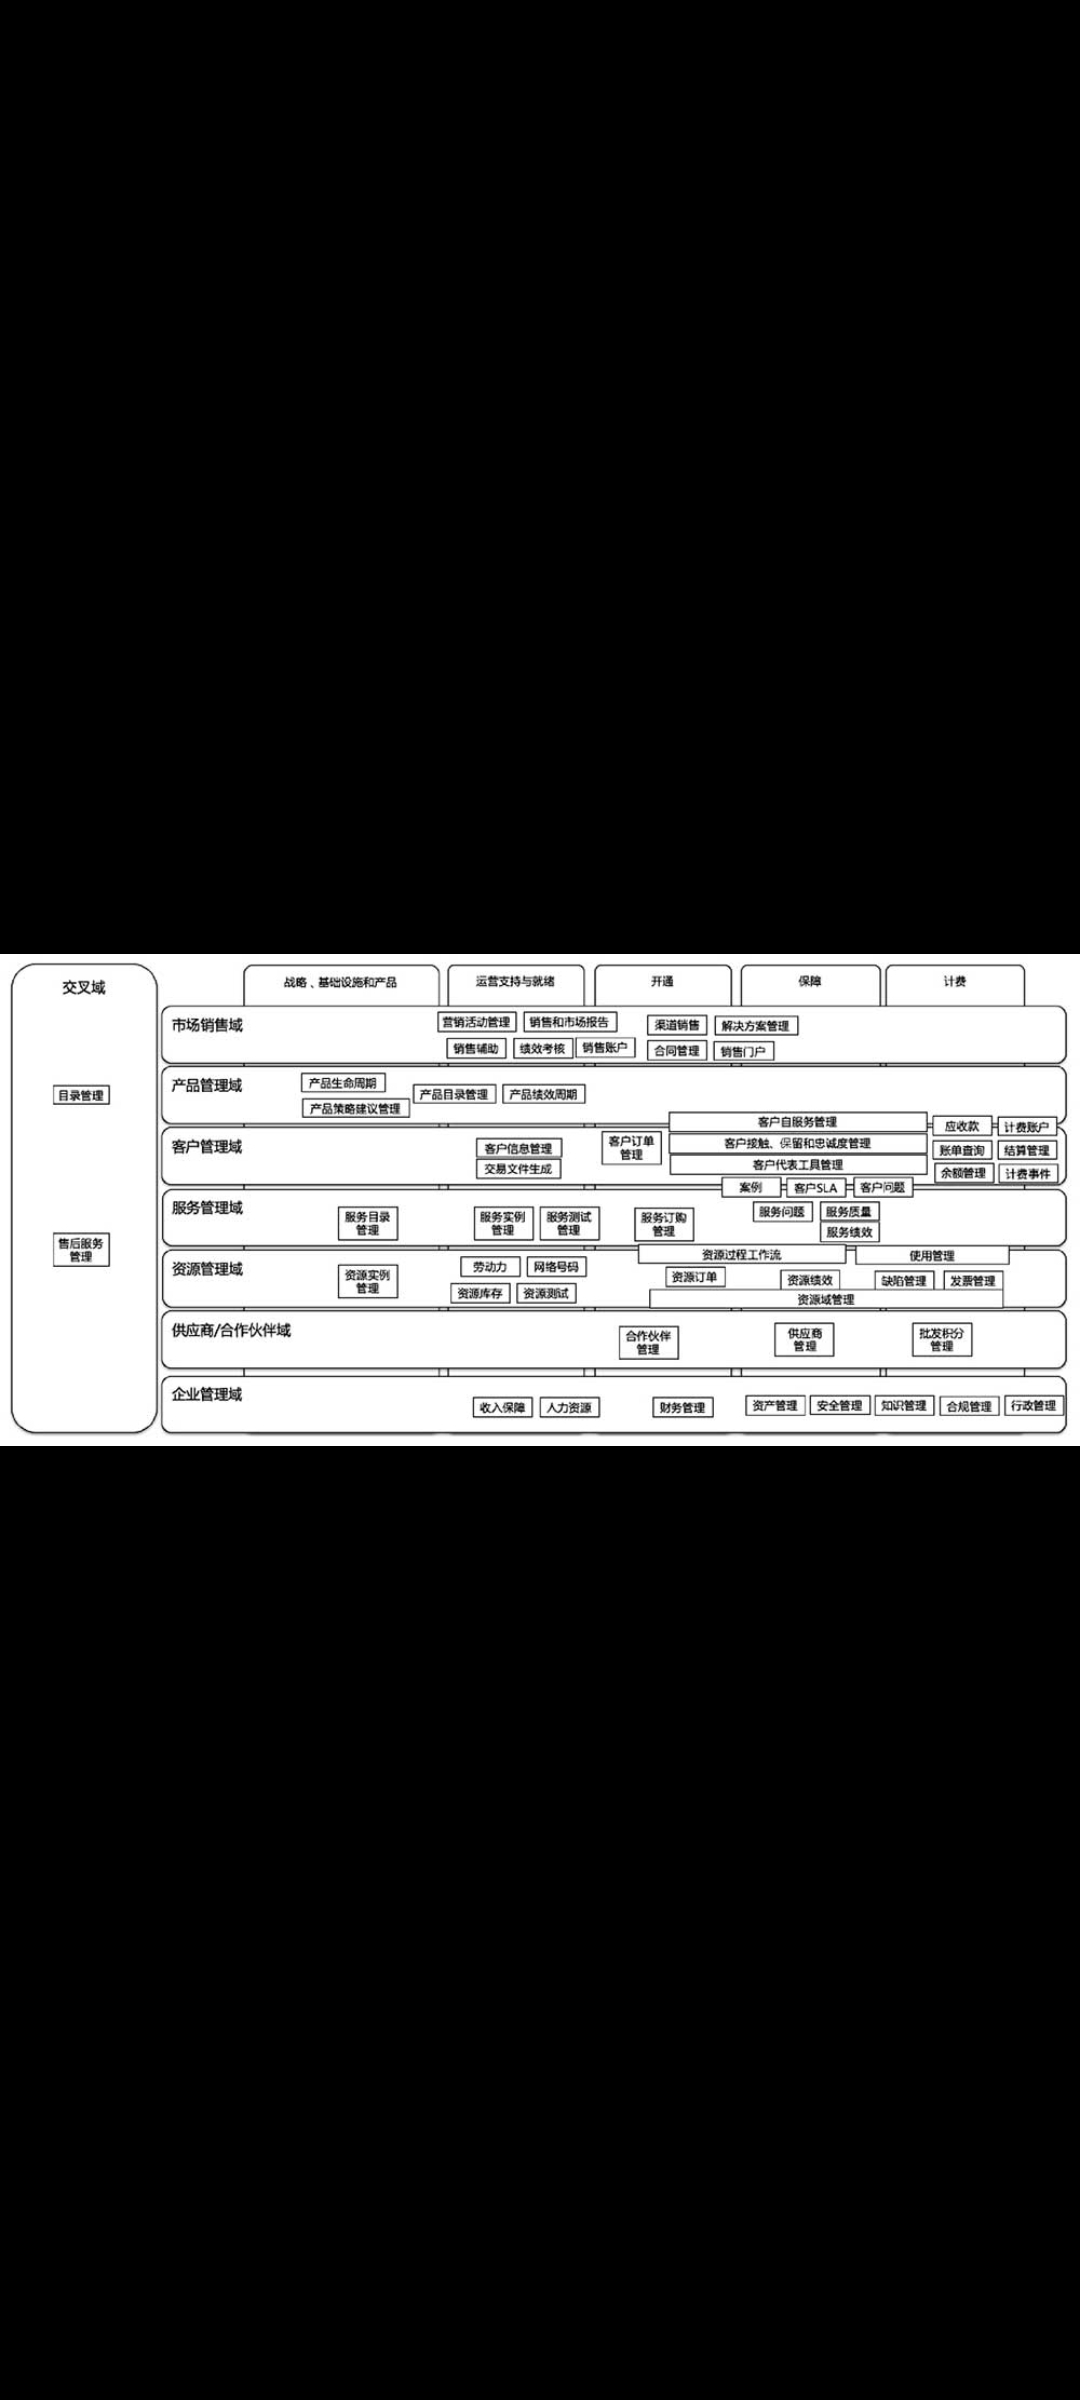 交叉域
目录管理
售后服务
管理
战略、基础设施和产品
运营支持与就绪
开通
保障
计费
市场销售域
营销活动管理
销售和市场报告
渠道销售
解决方案管理
销售辅助
绩效考核
销售账户
合同管理
销售门户
产品管理域
产品生命周期
产品目录管理
产品绩效周期
产品策略建议管理
客户自服务管理
应收款
计费账户
客户管理域
客户信息管理
客户订单
管理
客户接触、保留和忠诚度管理
账单查询
结算管理
交易文件生成
客户代表工具管理
余额管理
计费事件
案例
客户SLA
客户问题
服务管理域
服务目录
管理
服务实例
管理
服务测试
管理
服务订购
管理
服务问题
服务质量
服务绩效
资源过程工作流
使用管理
资源管理域
资源实例
管理
劳动力
网络号码
资源订单
资源绩效
缺陷管理
发票管理
资源库存
资源测试
资源域管理
供应商/合作伙伴域
合作伙伴
管理
供应商
管理
批发积分
管理
企业管理域
收入保障
人力资源
财务管理
资产管理
安全管理
知识管理
合规管理
行政管理